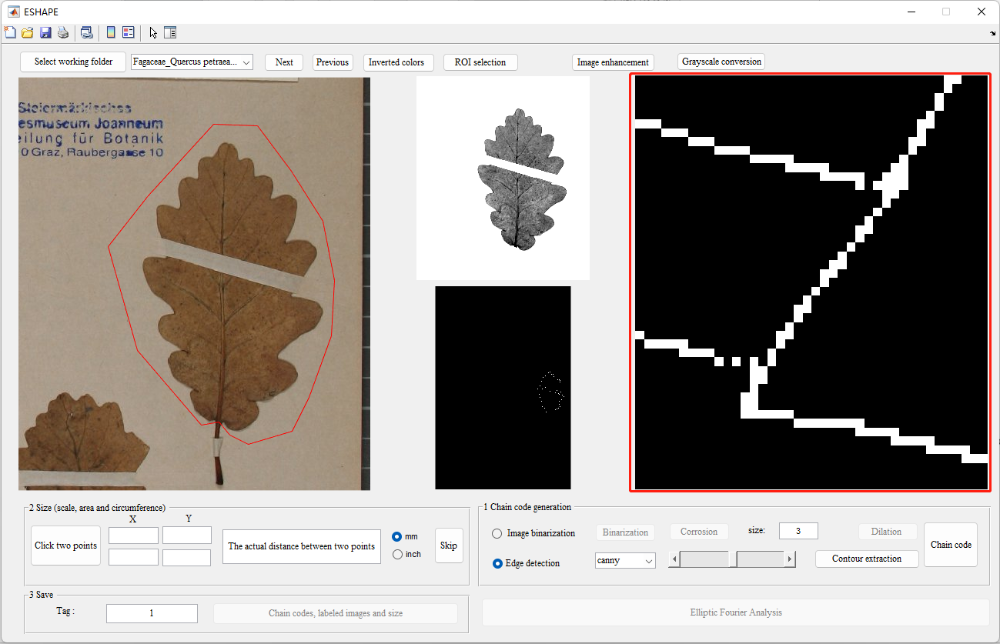 ESHAPE
Select working folder
Fagaceae_Quercus petraea...
Next
Previous
Inverted colors
ROI selection
Image enhancement
Grayscale conversion
Steiermärkisches
esmuseum Joanneum
eilung für Botanik
0 Graz, Raubergasse 10
2 Size (scale, area and circumference)
X
Y
Click two points
The actual distance between two points
mm
inch
Skip
1 Chain code generation
Image binarization
Binarization
Corrosion
size:
3
Dilation
Chain code
Edge detection
canny
Contour extraction
3 Save
Tag :
1
Chain codes, labeled images and size
Elliptic Fourier Analysis